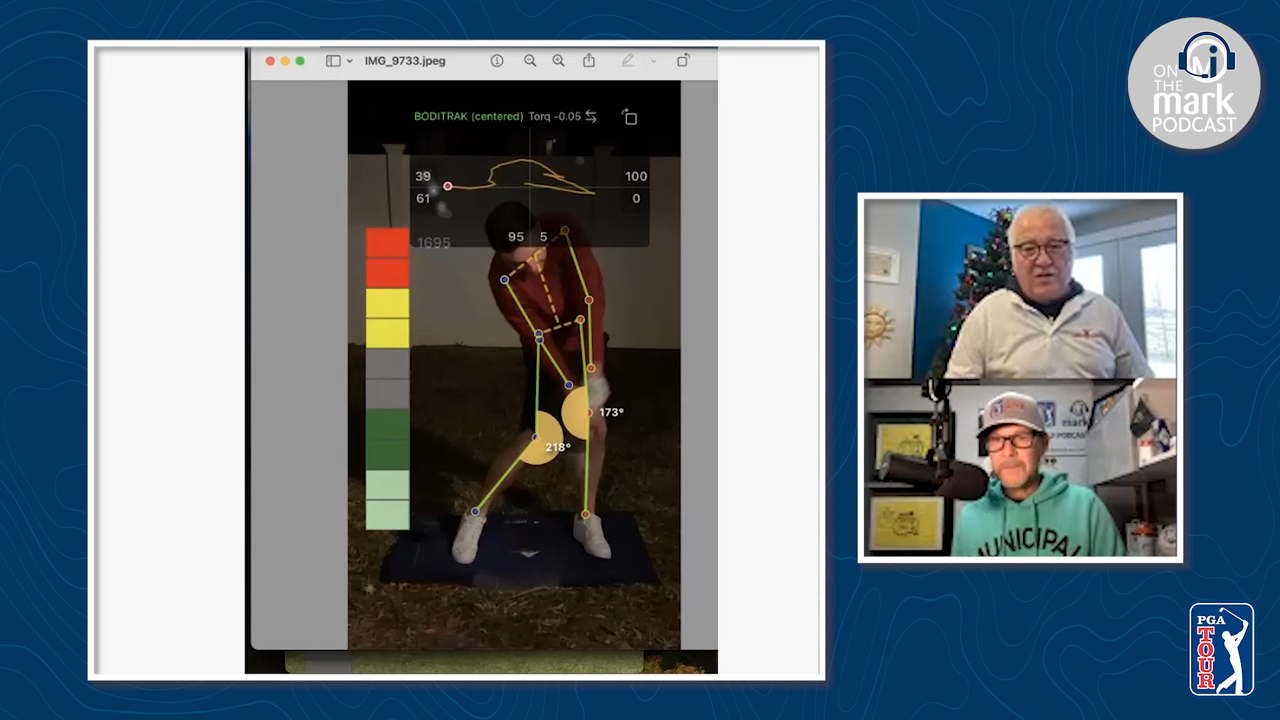 IMG_9733.jpeg
BODITRAK (centered) Torq -0.05
39
100
61
0
95
5
1695
173°
218°
ON
THE
mark
PODCAST
mark
MUNICIPAL
PGA
TOUR